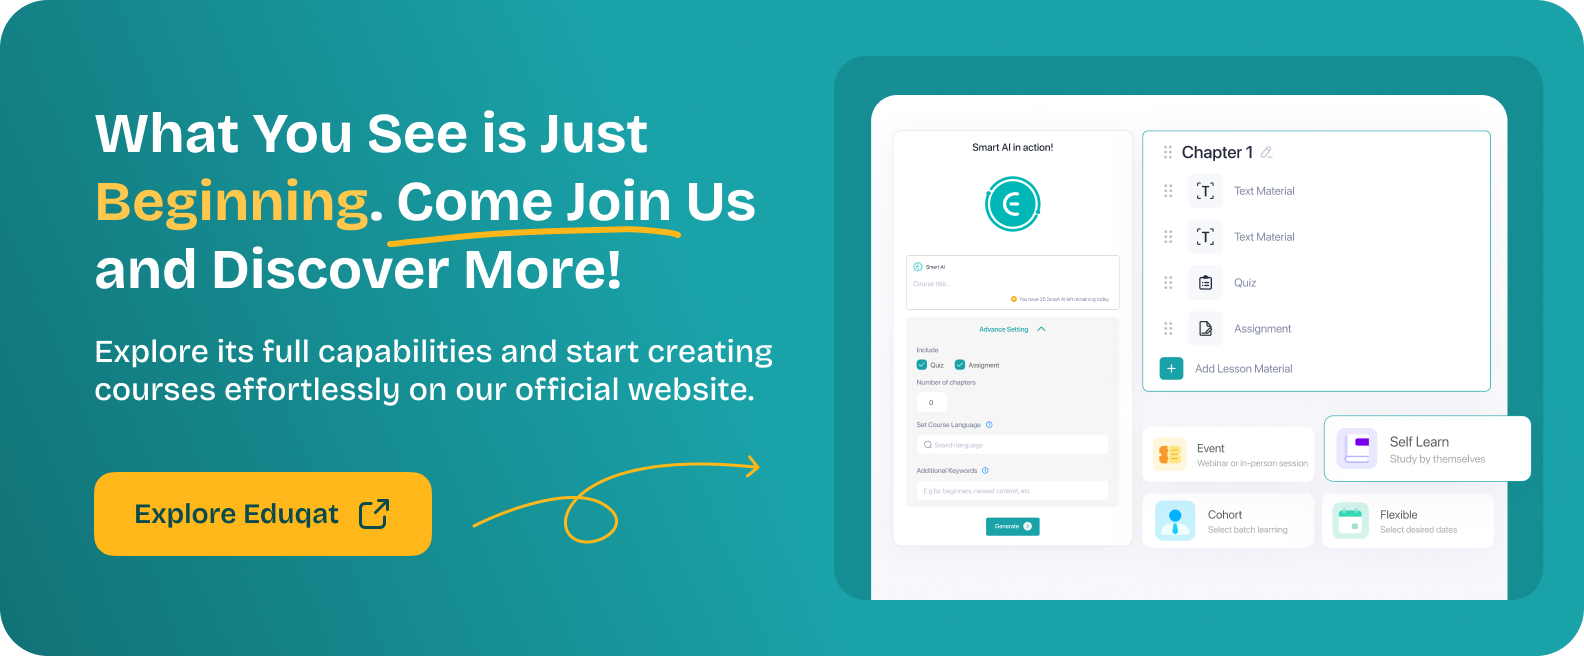 What You See is Just
Beginning. Come Join Us
and Discover More!
Explore its full capabilities and start creating
courses effortlessly on our official website.
Explore Eduqat
Smart AI in action!
Smart AI
Course title...
You have 25 Smart AI left remaining today
Advance Setting
Include
Quiz
Assigment
Number of chapters
0
Set Course Language
Search language
Additional Keywords
E.g for beginners, newest content, etc
Generate
Chapter 1
Text Material
Text Material
Quiz
Assignment
Add Lesson Material
Event
Webinar or in-person session
Self Learn
Study by themselves
Cohort
Select batch learning
Flexible
Select desired dates